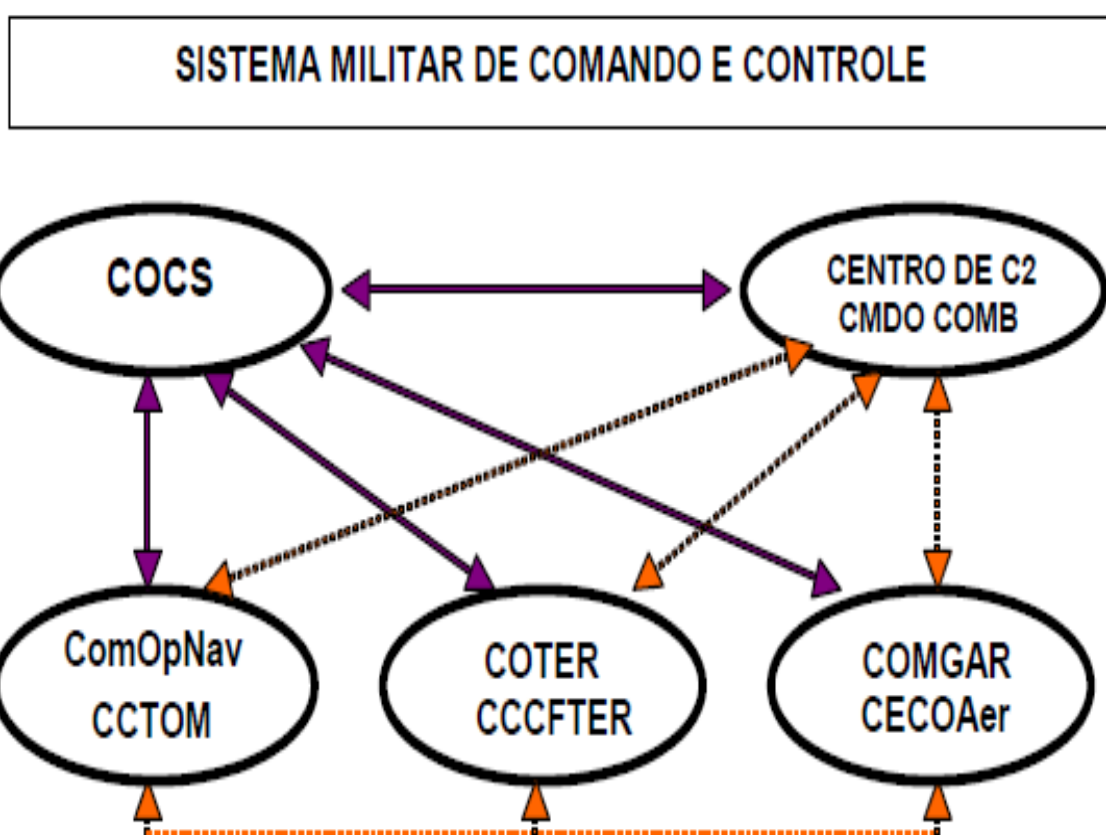 SISTEMA MILITAR DE COMANDO E CONTROLE
COCS
CENTRO DE C2
CMDO COMB
ComOpNav
CCTOM
COTER
CCCFTER
COMGAR
CECOAer